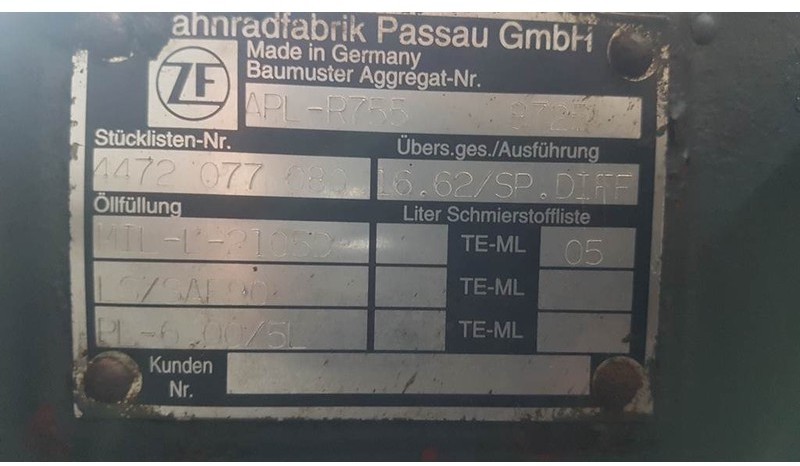 ahnradfabrik Passau GmbH
ZF
Made in Germany
Baumuster Aggregat-Nr.
APL-R755
Stücklisten-Nr.
Übers.ges./Ausführung
4472 077 080 16.62/SP.DIFF
Öllfüllung
Liter Schmierstoffliste
MIL-L-2105D TE-ML 05
LS/SAE90 TE-ML
TE-ML
Kunden
Nr.